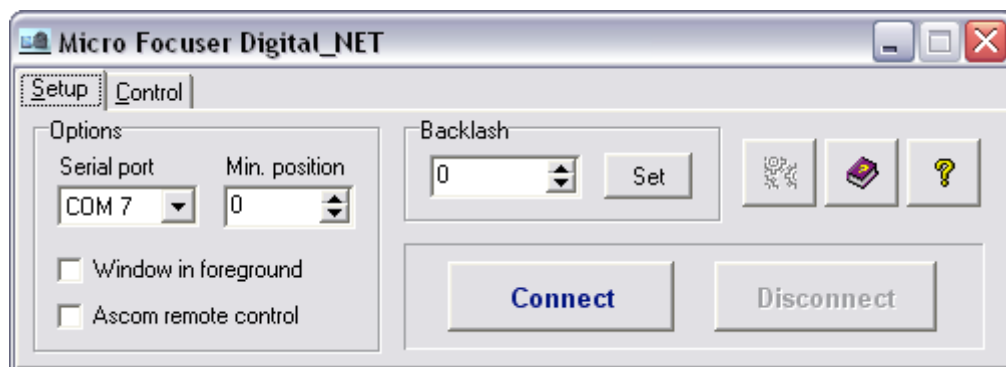 Micro Focuser Digital_NET
Setup Control
Options
Serial port Min. position
COM 7 0
Window in foreground
Ascom remote control
Backlash
0 Set
?
Connect Disconnect